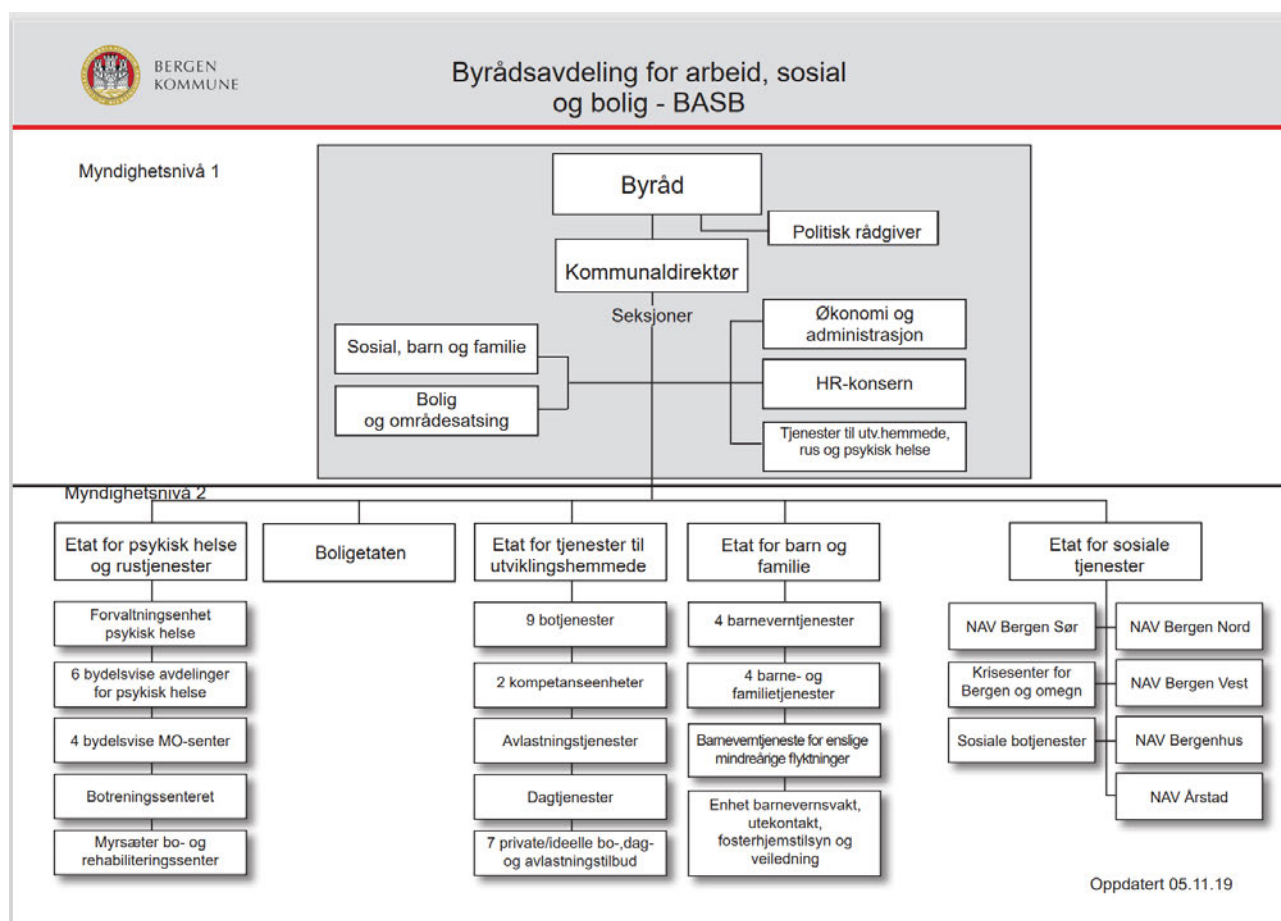 BERGEN
KOMMUNE
Byrådsavdeling for arbeid, sosial
og bolig - BASB
Myndighetsnivå 1
Byråd
Politisk rådgiver
Kommunaldirektør
Seksjoner
Sosial, barn og familie
Bolig
og områdesatsing
Økonomi og
administrasjon
HR-konsern
Tjenester til utv.hemmede,
rus og psykisk helse
Myndighetsnivå 2
Etat for psykisk helse
og rustjenester
Forvaltningsenhet
psykisk helse
6 bydelsvise avdelinger
for psykisk helse
4 bydelsvise MO-senter
Botreningssenteret
Myrsæter bo- og
rehabiliteringssenter
Boligetaten
Etat for tjenester til
utviklingshemmede
9 botjenester
2 kompetanseenheter
Avlastningstjenester
Dagtjenester
7 private/ideelle bo-,dag-
og avlastningstilbud
Etat for barn og
familie
4 barneverntjenester
4 barne- og
familietjenester
Barneverntjeneste for enslige
mindreårige flyktninger
Enhet barnevernsvakt,
utekontakt,
fosterhjemstilsyn og
veiledning
Etat for sosiale
tjenester
NAV Bergen Sør
Krisesenter for
Bergen og omegn
Sosiale botjenester
NAV Bergen Nord
NAV Bergen Vest
NAV Bergenhus
NAV Årstad
Oppdatert 05.11.19